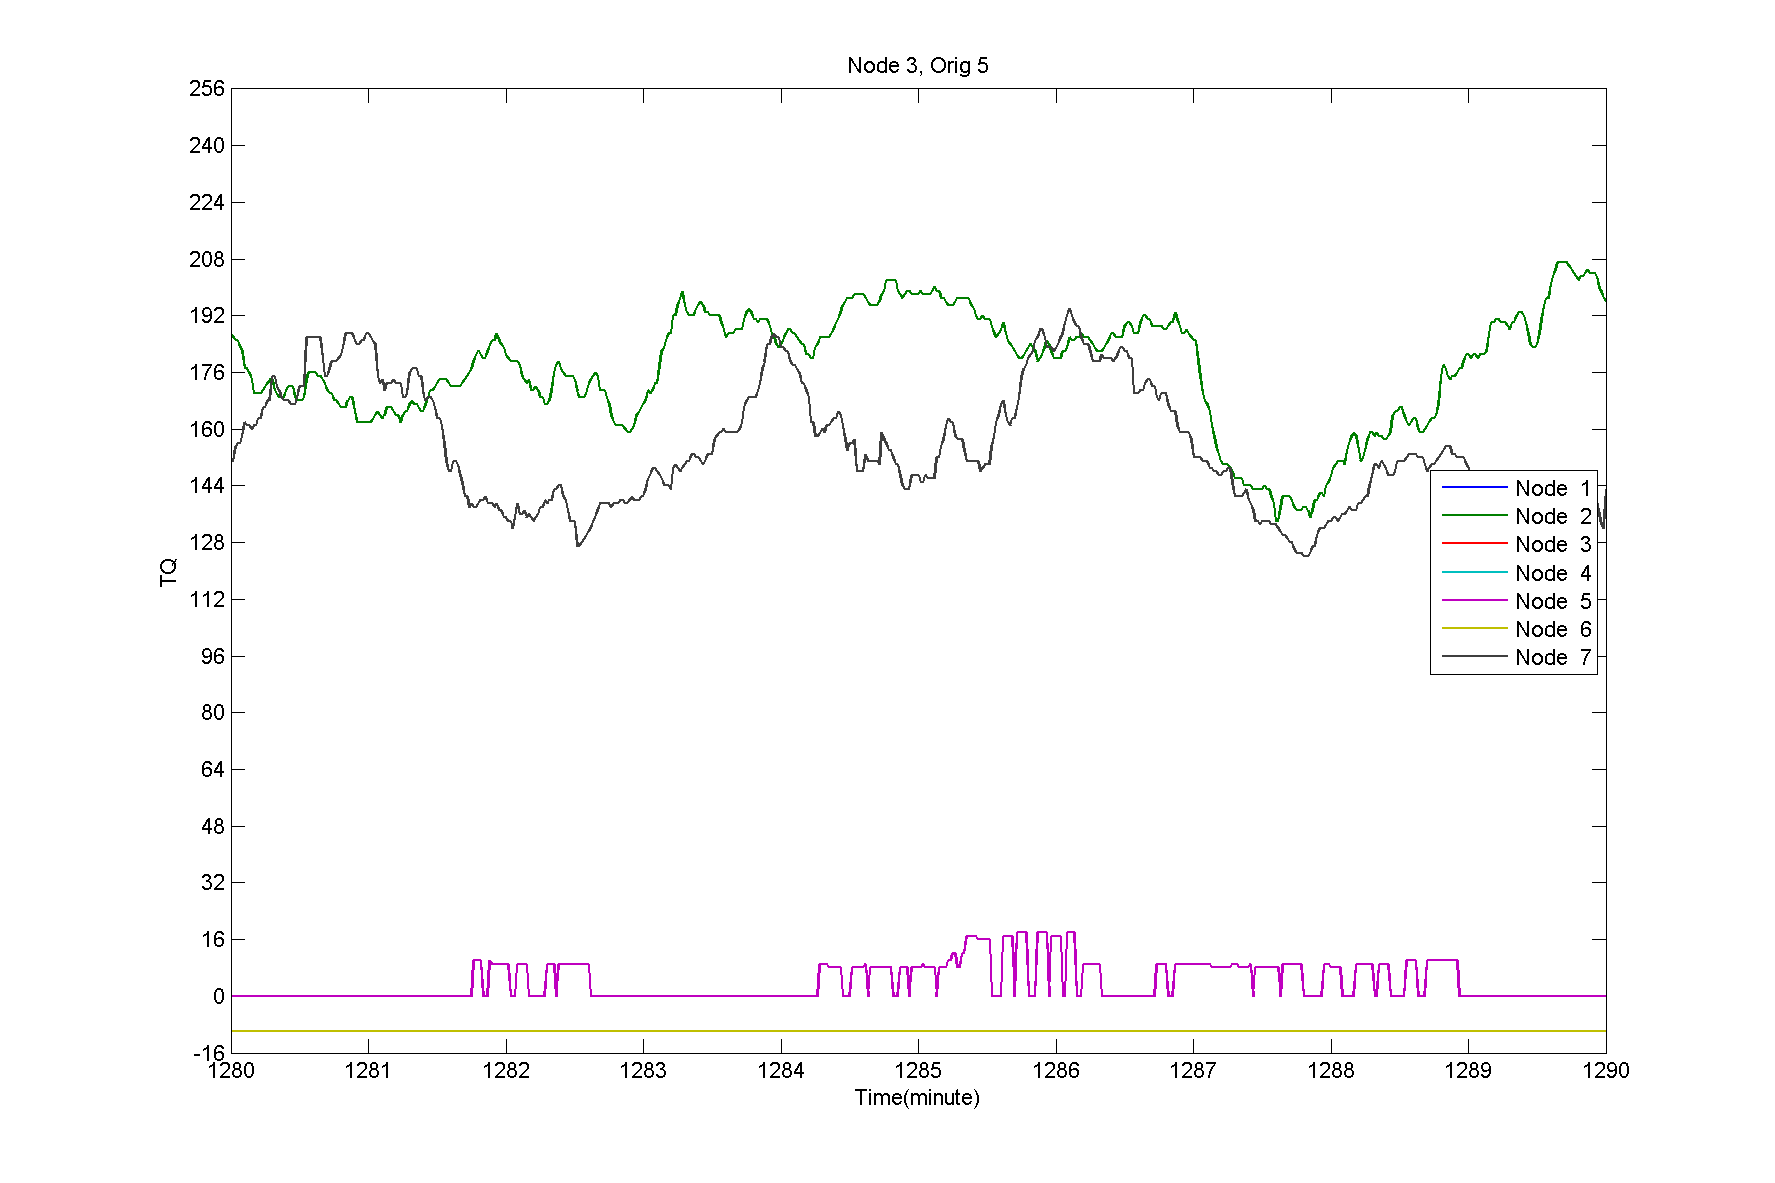 Node 3, Orig 5
256
240
224
208
192
176
160
144
128
112
96
80
64
48
32
16
0
-16
TQ
Node 1
Node 2
Node 3
Node 4
Node 5
Node 6
Node 7
1280 1281 1282 1283 1284 1285 1286 1287 1288 1289 1290
Time(minute)